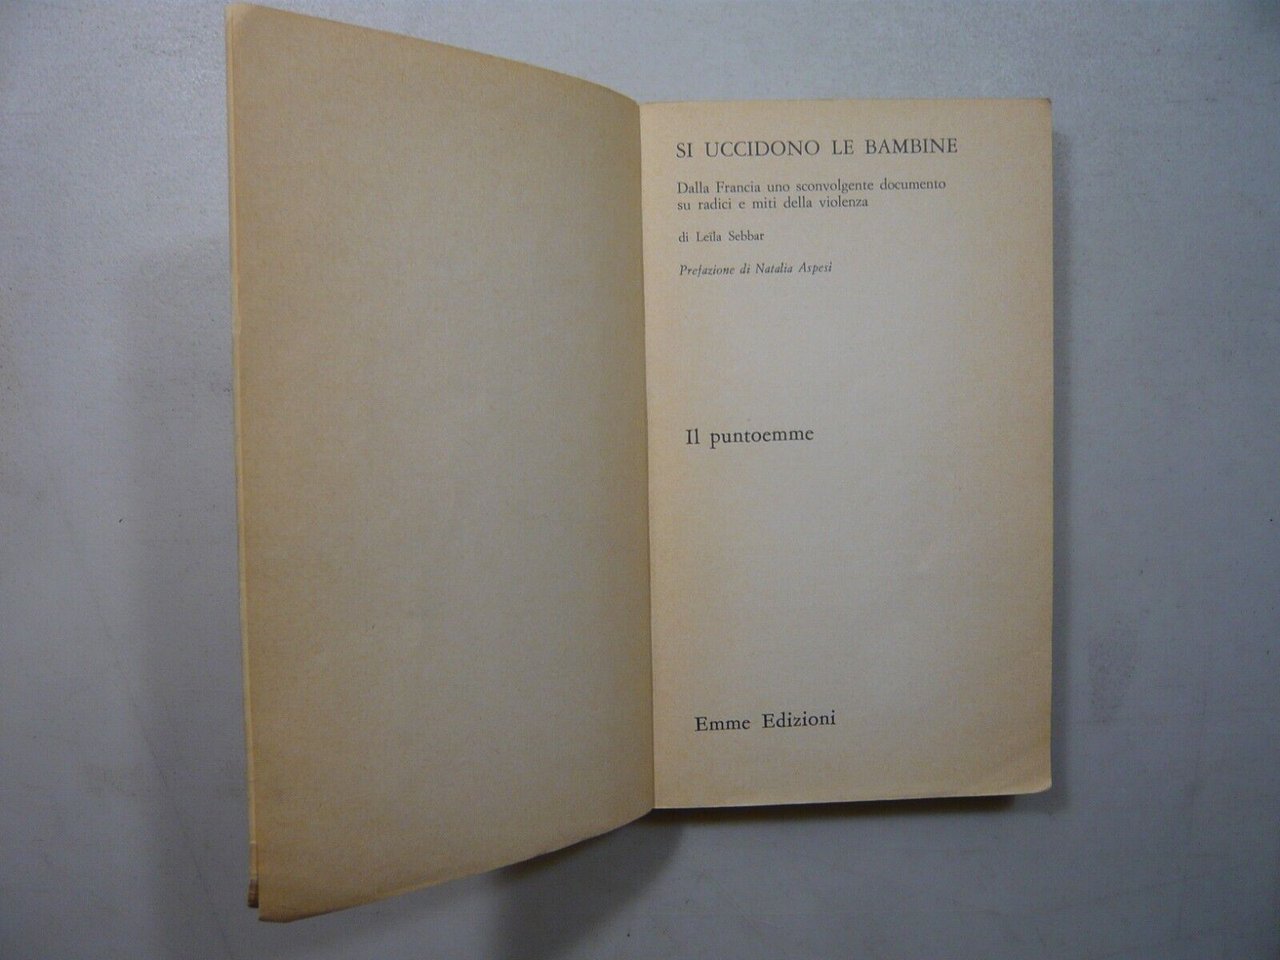 SI UCCIDONO LE BAMBINE
Dalla Francia uno sconvolgente documento
su radici e miti della violenza
di Leïla Sebbar
Prefazione di Natalia Aspesi
Il puntoemme
Emme Edizioni